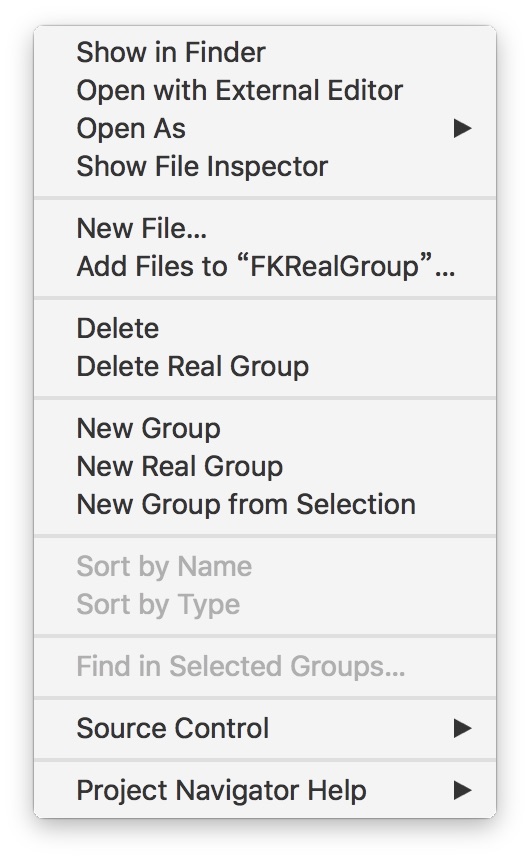 Show in Finder
Open with External Editor
Open As
Show File Inspector
New File...
Add Files to “FKRealGroup”...
Delete
Delete Real Group
New Group
New Real Group
New Group from Selection
Sort by Name
Sort by Type
Find in Selected Groups...
Source Control
Project Navigator Help